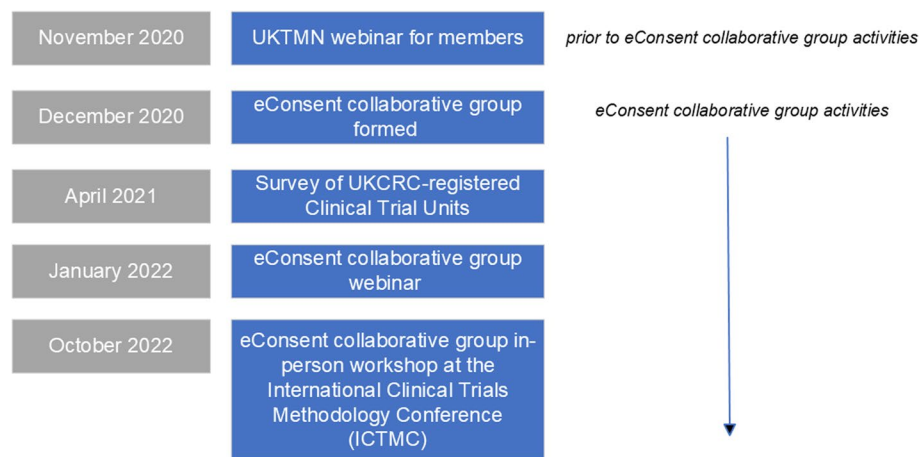 November 2020
UKTMN webinar for members
prior to eConsent collaborative group activities
December 2020
eConsent collaborative group
formed
eConsent collaborative group activities
April 2021
Survey of UKCRC-registered
Clinical Trial Units
January 2022
eConsent collaborative group
webinar
October 2022
eConsent collaborative group in-
person workshop at the
International Clinical Trials
Methodology Conference
(ICTMC)